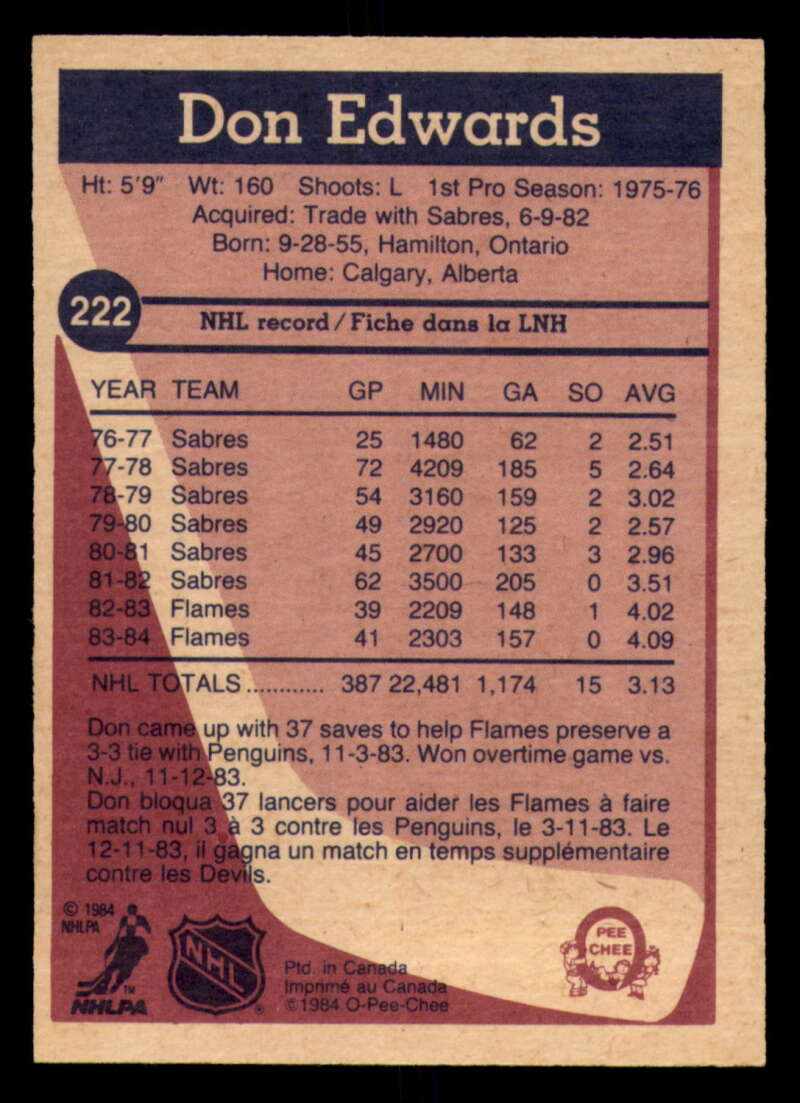 Don Edwards
Ht: 5'9" Wt: 160 Shoots: L 1st Pro Season: 1975-76
Acquired: Trade with Sabres, 6-9-82
Born: 9-28-55, Hamilton, Ontario
Home: Calgary, Alberta
222
NHL record/Fiche dans la LNH
YEAR TEAM GP MIN GA SO AVG
76-77 Sabres 25 1480 62 2 2.51
77-78 Sabres 72 4209 185 5 2.64
78-79 Sabres 54 3160 159 2 3.02
79-80 Sabres 49 2920 125 2 2.57
80-81 Sabres 45 2700 133 3 2.96
81-82 Sabres 62 3500 205 0 3.51
82-83 Flames 39 2209 148 1 4.02
83-84 Flames 41 2303 157 0 4.09
NHL TOTALS ............ 387 22,481 1,174 15 3.13
Don came up with 37 saves to help Flames preserve a
3-3 tie with Penguins, 11-3-83. Won overtime game vs.
N.J., 11-12-83.
Don bloqua 37 lancers pour aider les Flames à faire
match nul 3 à 3 contre les Penguins, le 3-11-83. Le
12-11-83, il gagna un match en temps supplémentaire
contre les Devils.
© 1984
NHLPA
TM
NHLPA
NHL
®
Ptd. in Canada
Imprimé au Canada
©1984 O-Pee-Chee
O
PEE
CHEE